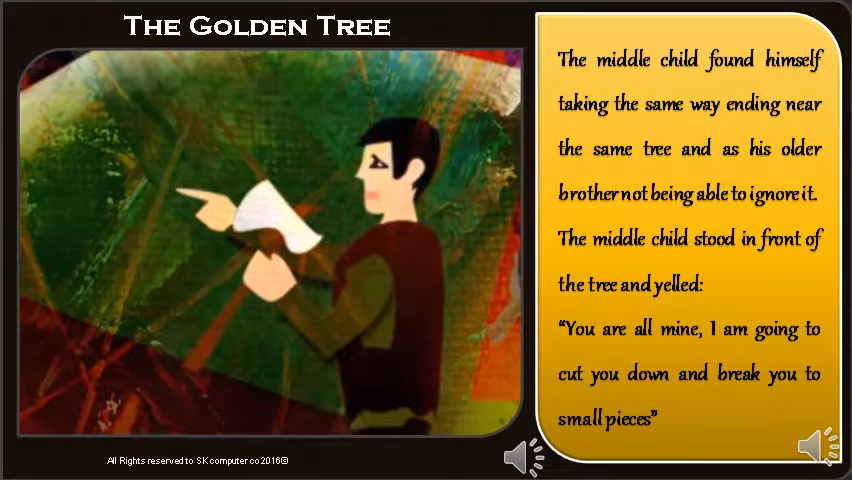 The Golden Tree
The middle child found himself
taking the same way ending near
the same tree and as his older
brother not being able to ignore it.
The middle child stood in front of
the tree and yelled:
“You are all mine, I am going to
cut you down and break you to
small pieces”
All Rights reserved to SK computer co 2016©